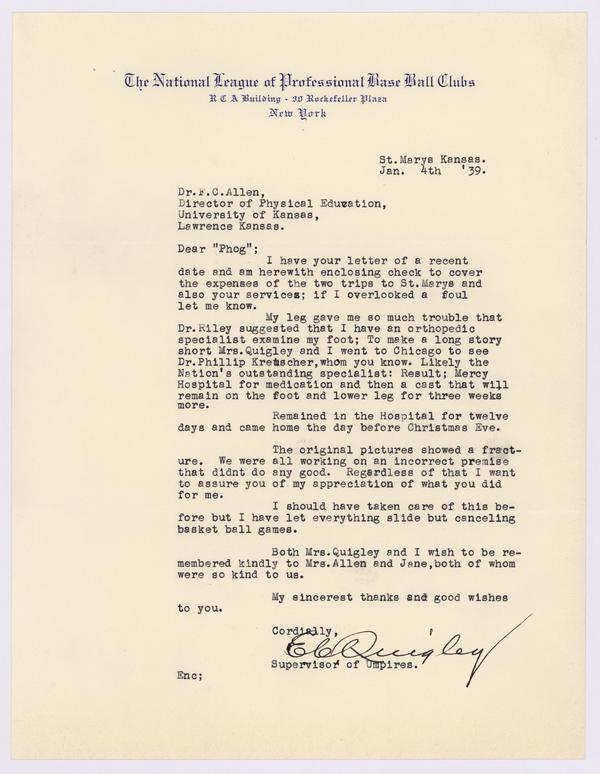 The National League of Professional Base Ball Clubs
R C A Building - 30 Rockefeller Plaza
New York
St.Marys Kansas.
Jan. 4th '39.
Dr.F.C.Allen,
Director of Physical Education,
University of Kansas,
Lawrence Kansas.
Dear "Phog";
I have your letter of a recent
date and am herewith enclosing check to cover
the expenses of the two trips to St.Marys and
also your services; if I overlooked a foul
let me know.
My leg gave me so much trouble that
Dr.Riley suggested that I have an orthopedic
specialist examine my foot; To make a long story
short Mrs.Quigley and I went to Chicago to see
Dr.Phillip Kreuscher,whom you know. Likely the
Nation's outstanding specialist: Result; Mercy
Hospital for medication and then a cast that will
remain on the foot and lower leg for three weeks
more.
Remained in the Hospital for twelve
days and came home the day before Christmas Eve.
The original pictures showed a fract-
ure. We were all working on an incorrect premise
that didnt do any good. Regardless of that I want
to assure you of my appreciation of what you did
for me.
I should have taken care of this be-
fore but I have let everything slide but canceling
basket ball games.
Both Mrs.Quigley and I wish to be re-
membered kindly to Mrs.Allen and Jane,both of whom
were so kind to us.
My sincerest thanks and good wishes
to you.
Cordially,
EC Quigley
Supervisor of Umpires.
Enc;